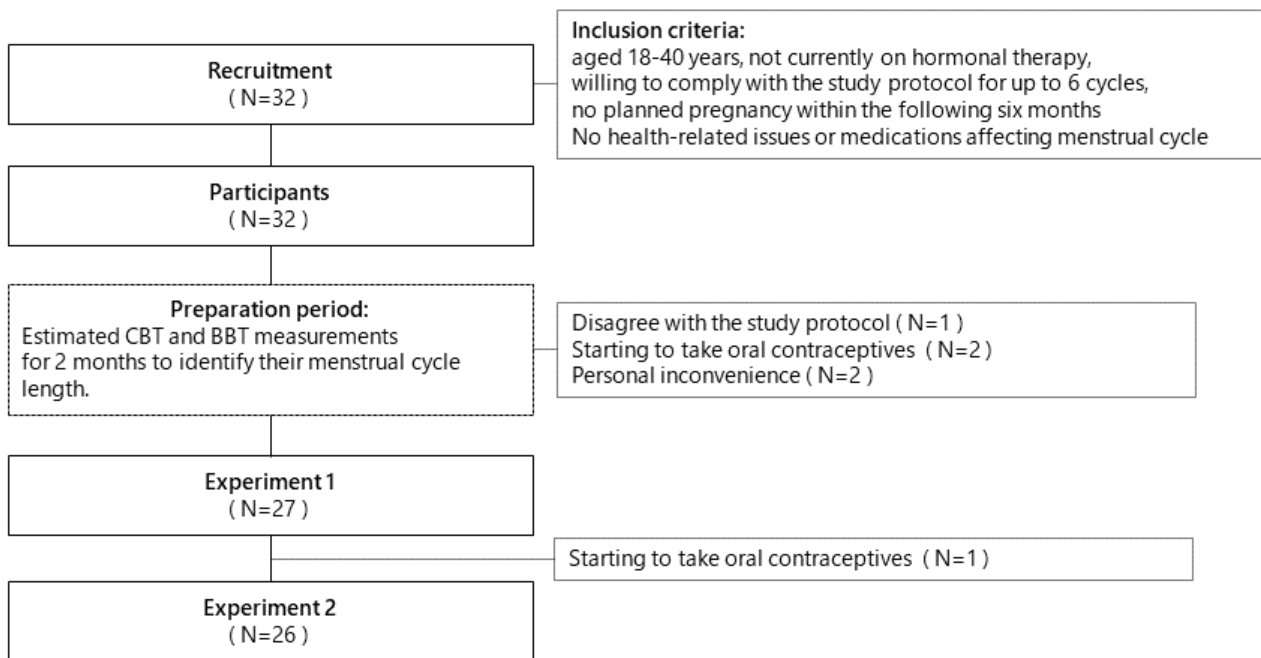 Recruitment
( N=32 )
Inclusion criteria:
aged 18-40 years, not currently on hormonal therapy,
willing to comply with the study protocol for up to 6 cycles,
no planned pregnancy within the following six months
No health-related issues or medications affecting menstrual cycle
Participants
( N=32 )
Preparation period:
Estimated CBT and BBT measurements
for 2 months to identify their menstrual cycle
length.
Disagree with the study protocol ( N=1 )
Starting to take oral contraceptives ( N=2 )
Personal inconvenience ( N=2 )
Experiment 1
( N=27 )
Starting to take oral contraceptives ( N=1 )
Experiment 2
( N=26 )